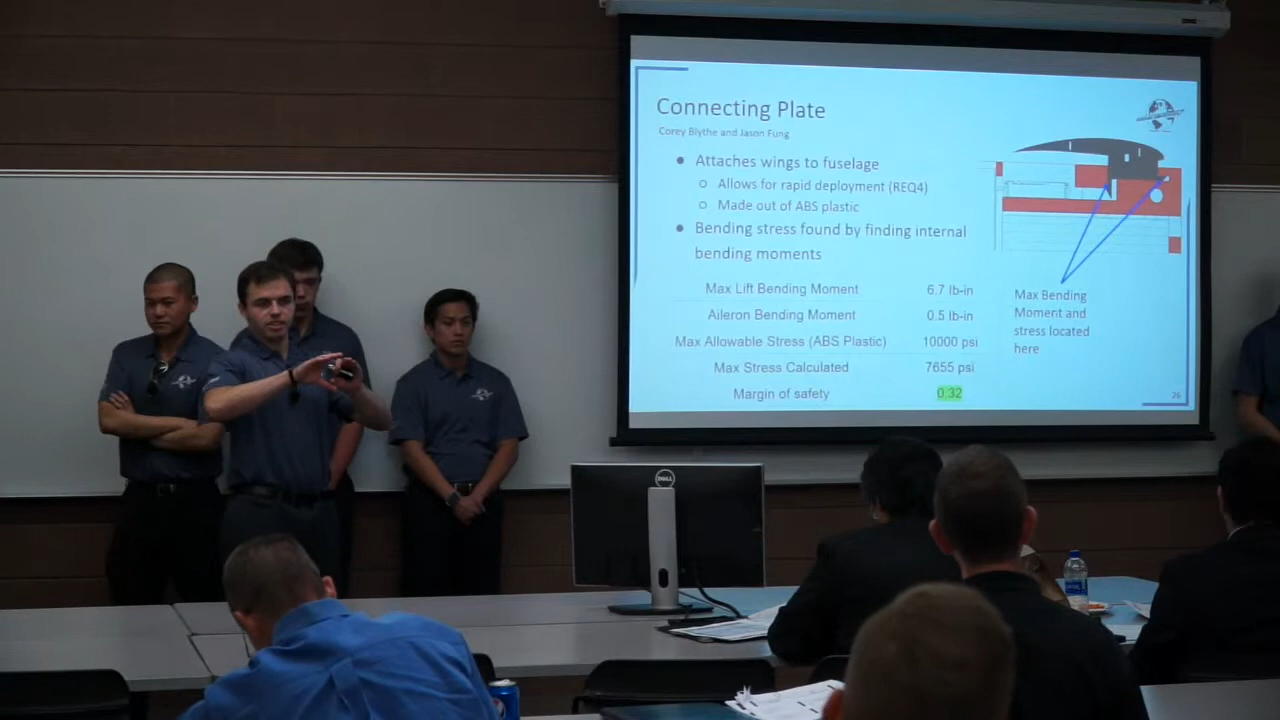 Connecting Plate
Corey Blythe and Jason Fung
● Attaches wings to fuselage
○ Allows for rapid deployment (REQ4)
○ Made out of ABS plastic
● Bending stress found by finding internal
bending moments
Max Lift Bending Moment 6.7 lb-in
Aileron Bending Moment 0.5 lb-in
Max Allowable Stress (ABS Plastic) 10000 psi
Max Stress Calculated 7655 psi
Margin of safety 0.32
Max Bending
Moment and
stress located
here
26
DELL